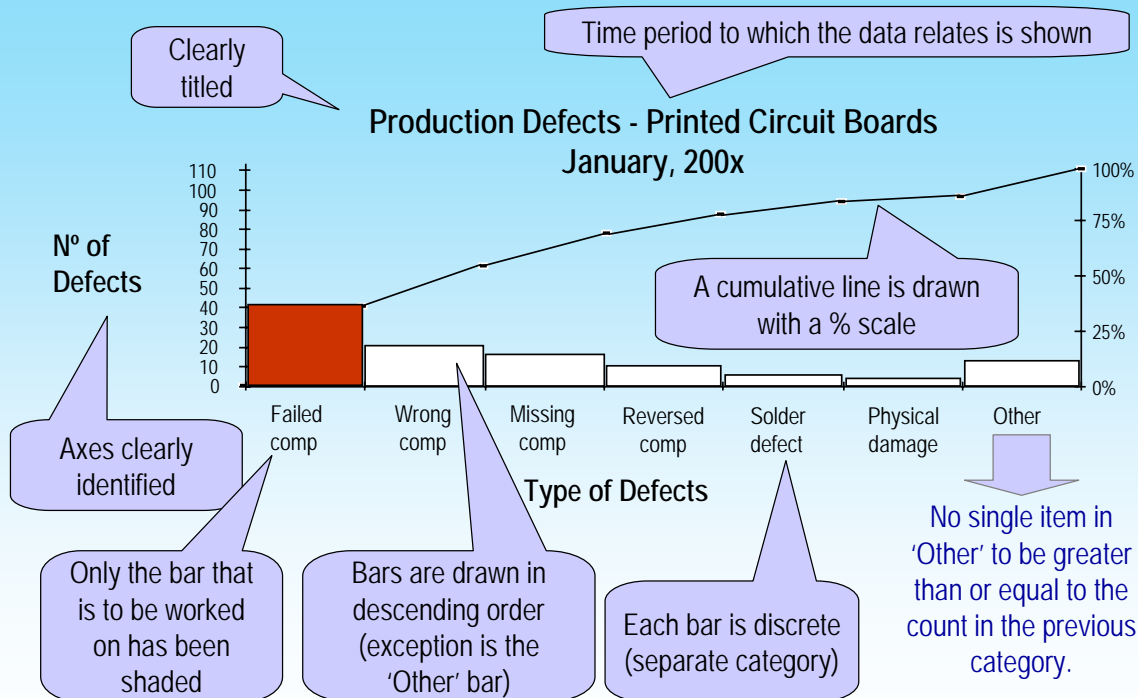 Clearly
titled
Time period to which the data relates is shown
Production Defects - Printed Circuit Boards
January, 200x
Nº of
Defects
110
100
90
80
70
60
50
40
30
20
10
0
100%
75%
50%
25%
0%
A cumulative line is drawn
with a % scale
Failed
comp
Wrong
comp
Missing
comp
Reversed
comp
Solder
defect
Physical
damage
Other
Type of Defects
Axes clearly
identified
Only the bar that
is to be worked
on has been
shaded
Bars are drawn in
descending order
(exception is the
'Other' bar)
Each bar is discrete
(separate category)
No single item in
'Other' to be greater
than or equal to the
count in the previous
category.